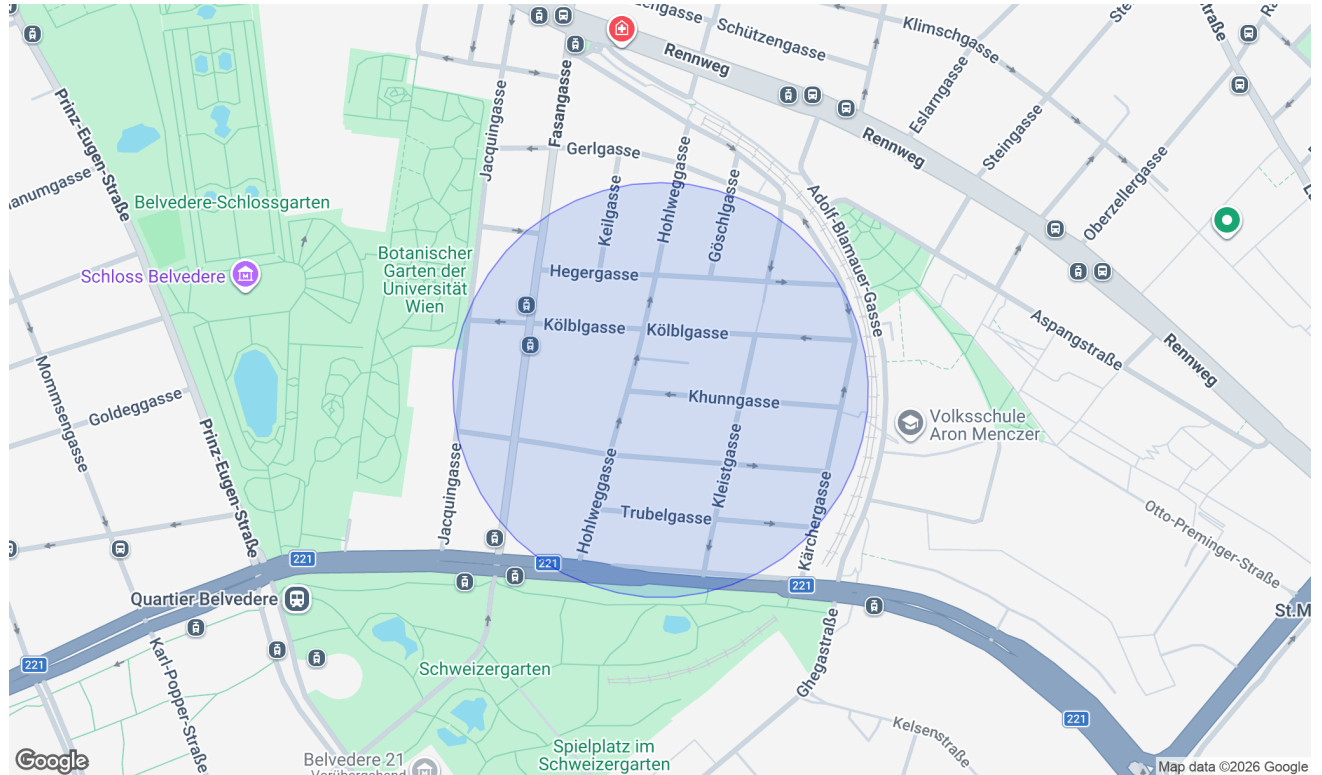 Rennweg
Schützengasse
Klimschgasse
Prinz-Eugen-Straße
Jacquingasse
Fasangasse
Gerlgasse
Eslarngasse
Steingasse
Rennweg
Oberzellergasse
Belvedere-Schlossgarten
Keilgasse
Hohlweggasse
Göschlgasse
Adolf-Blamauer-Gasse
Botanischer
Garten der
Universität
Wien
Schloss Belvedere
Hegergasse
Kölblgasse
Kölblgasse
Aspangstraße
Rennweg
Mommsengasse
Goldeggasse
Khunngasse
Volksschule
Aron Menczer
Prinz-Eugen-Straße
Jacquingasse
Hohlweggasse
Kleistgasse
Kärchergasse
Trubelgasse
Otto-Preminger-Straße
221
221
221
Quartier Belvedere
St.M
221
Karl-Popper-Straße
Schweizergarten
Ghegastraße
221
Kelsenstraße
Belvedere 21
Vorübergehend
Spielplatz im
Schweizergarten
Google
Map data ©2026 Google